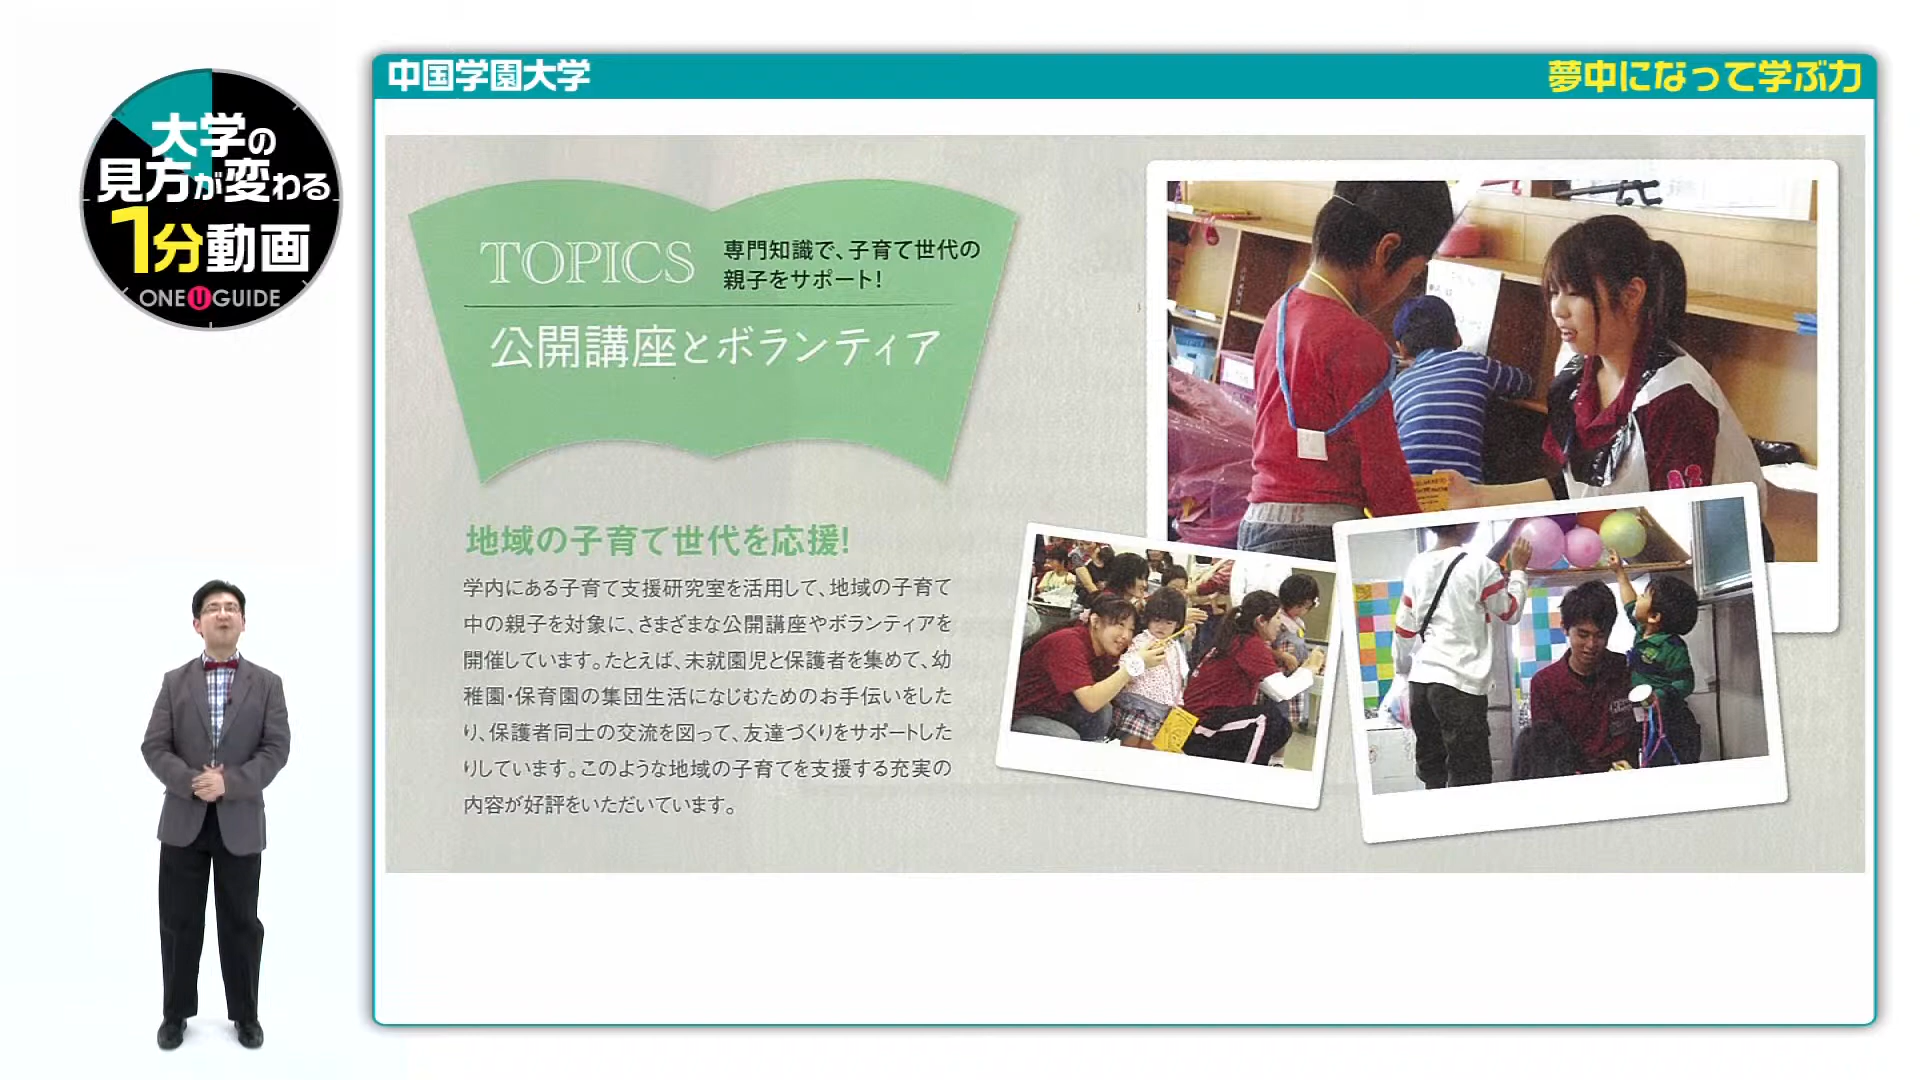 大学の
見方が変わる
1分動画
ONE U GUIDE
中国学園大学
夢中になって学ぶ力
TOPICS
専門知識で、子育て世代の
親子をサポート!
公開講座とボランティア
地域の子育て世代を応援!
学内にある子育て支援研究室を活用して、地域の子育て
中の親子を対象に、さまざまな公開講座やボランティアを
開催しています。たとえば、未就園児と保護者を集めて、幼
稚園・保育園の集団生活になじむためのお手伝いをした
り、保護者同士の交流を図って、友達づくりをサポートした
りしています。このような地域の子育てを支援する充実の
内容が好評をいただいています。